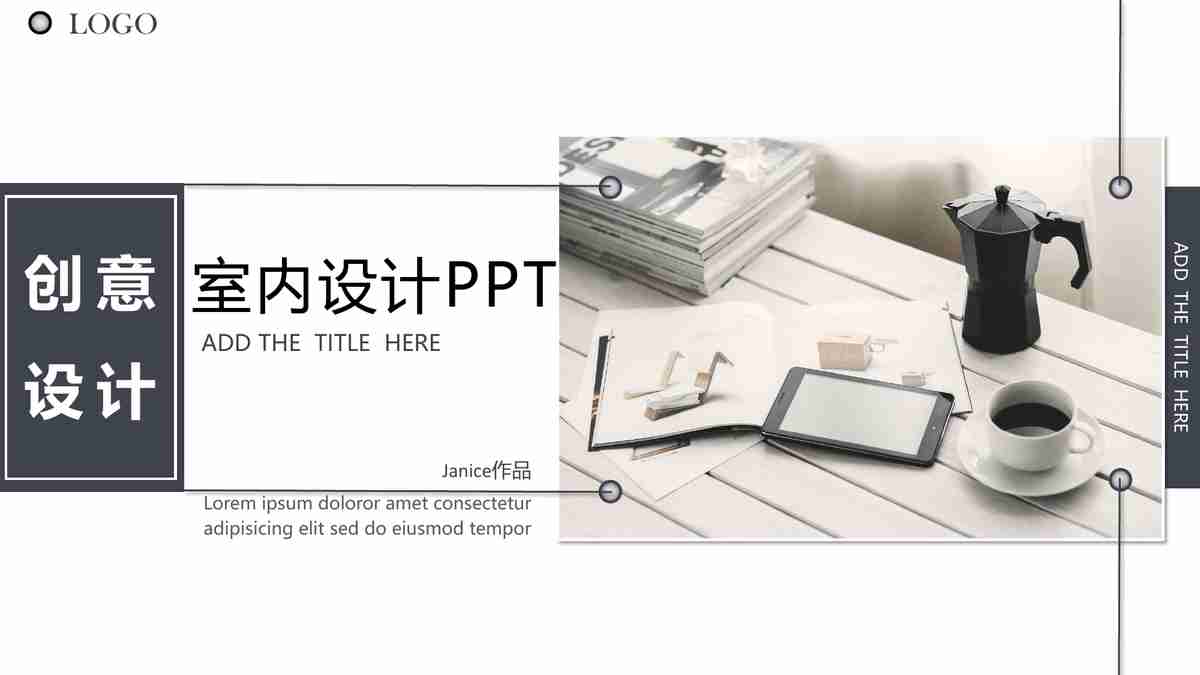 LOGO
创意
设计
室内设计PPT
ADD THE TITLE HERE
Janice作品
Lorem ipsum doloror amet consectetur
adipisicing elit sed do eiusmod tempor
ADD THE TITLE HERE